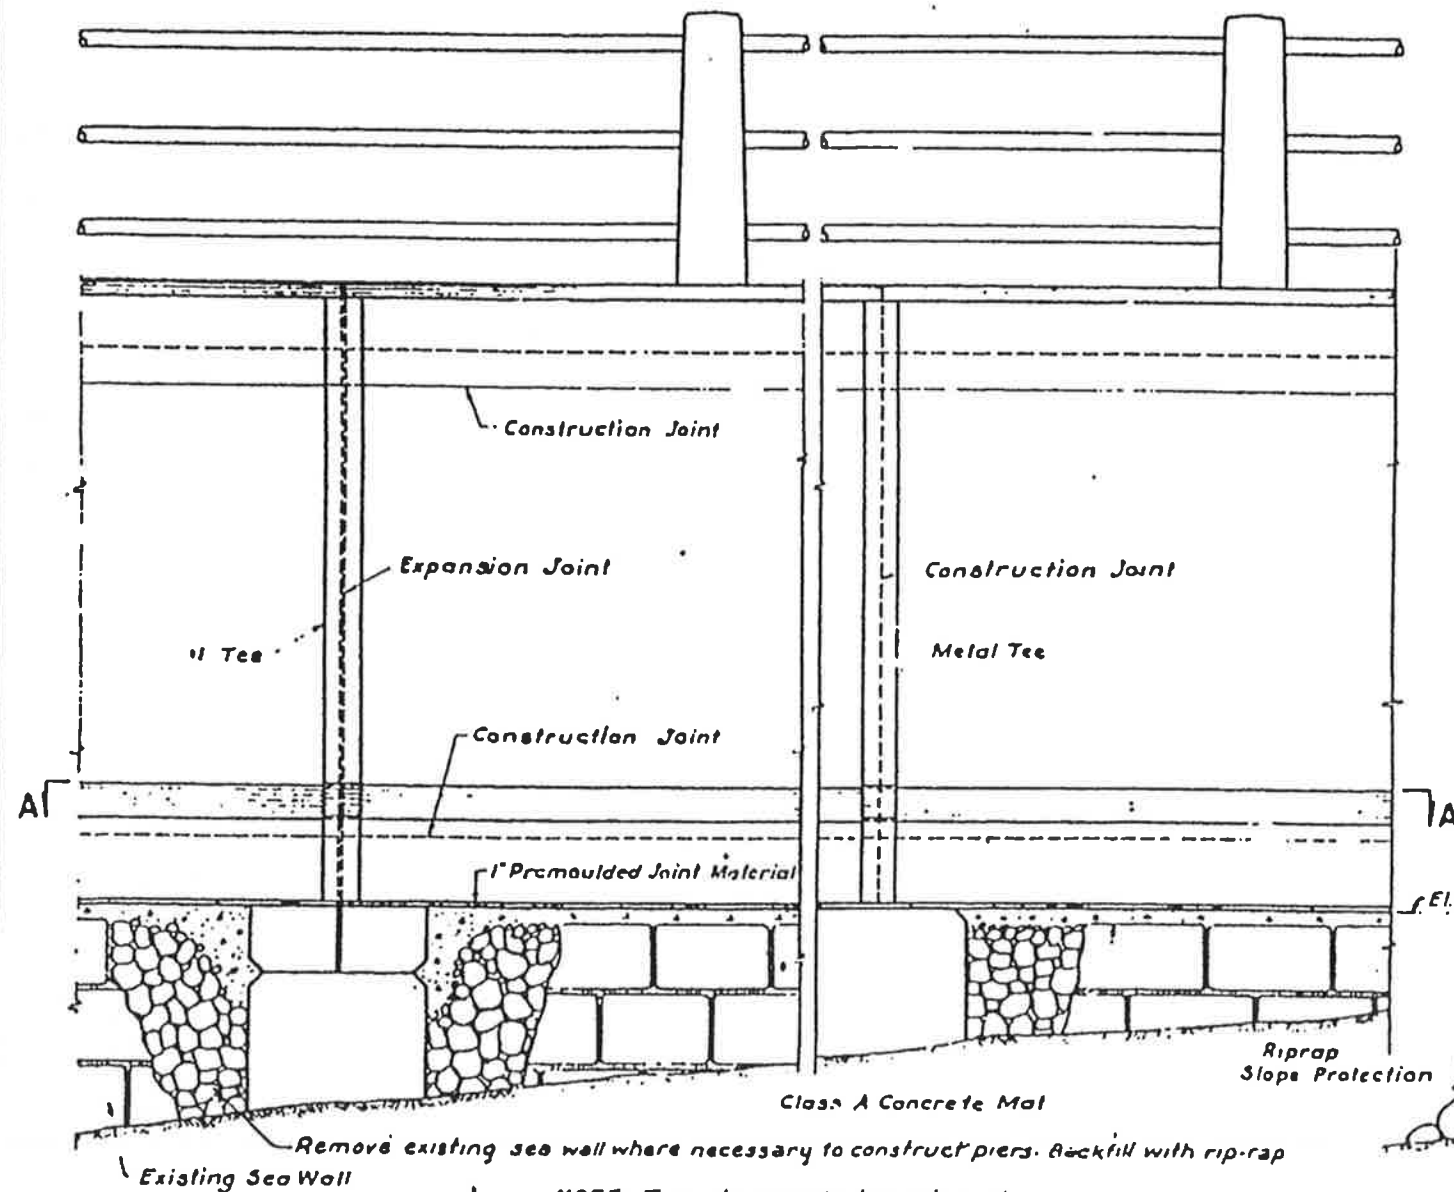 Construction Joint
Expansion Joint
Construction Joint
Tee
Metal Tee
Construction Joint
A
A
1" Premoulded Joint Material
El.
Riprap
Slope Protection
Class A Concrete Mat
Remove existing sea wall where necessary to construct piers. Backfill with rip-rap
Existing Sea Wall